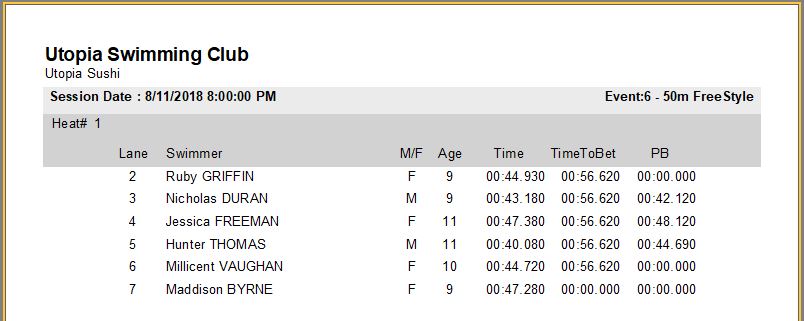 Utopia Swimming Club
Utopia Sushi
Session Date : 8/11/2018 8:00:00 PM Event:6 - 50m FreeStyle
Heat# 1
Lane Swimmer M/F Age Time TimeToBet PB
2 Ruby GRIFFIN F 9 00:44.930 00:56.620 00:00.000
3 Nicholas DURAN M 9 00:43.180 00:56.620 00:42.120
4 Jessica FREEMAN F 11 00:47.380 00:56.620 00:48.120
5 Hunter THOMAS M 11 00:40.080 00:56.620 00:44.690
6 Millicent VAUGHAN F 10 00:44.720 00:56.620 00:00.000
7 Maddison BYRNE F 9 00:47.280 00:00.000 00:00.000